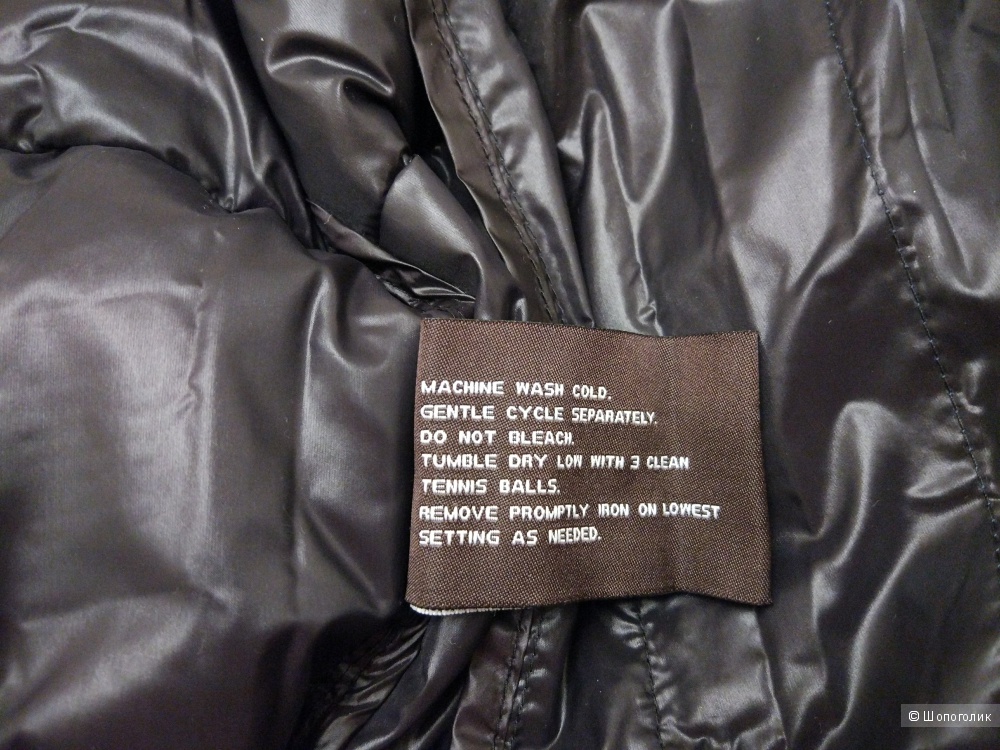 MACHINE WASH COLD.
GENTLE CYCLE SEPARATELY.
DO NOT BLEACH.
TUMBLE DRY LOW WITH 3 CLEAN
TENNIS BALLS.
REMOVE PROMPTLY IRON ON LOWEST
SETTING AS NEEDED.
© Шопоголик